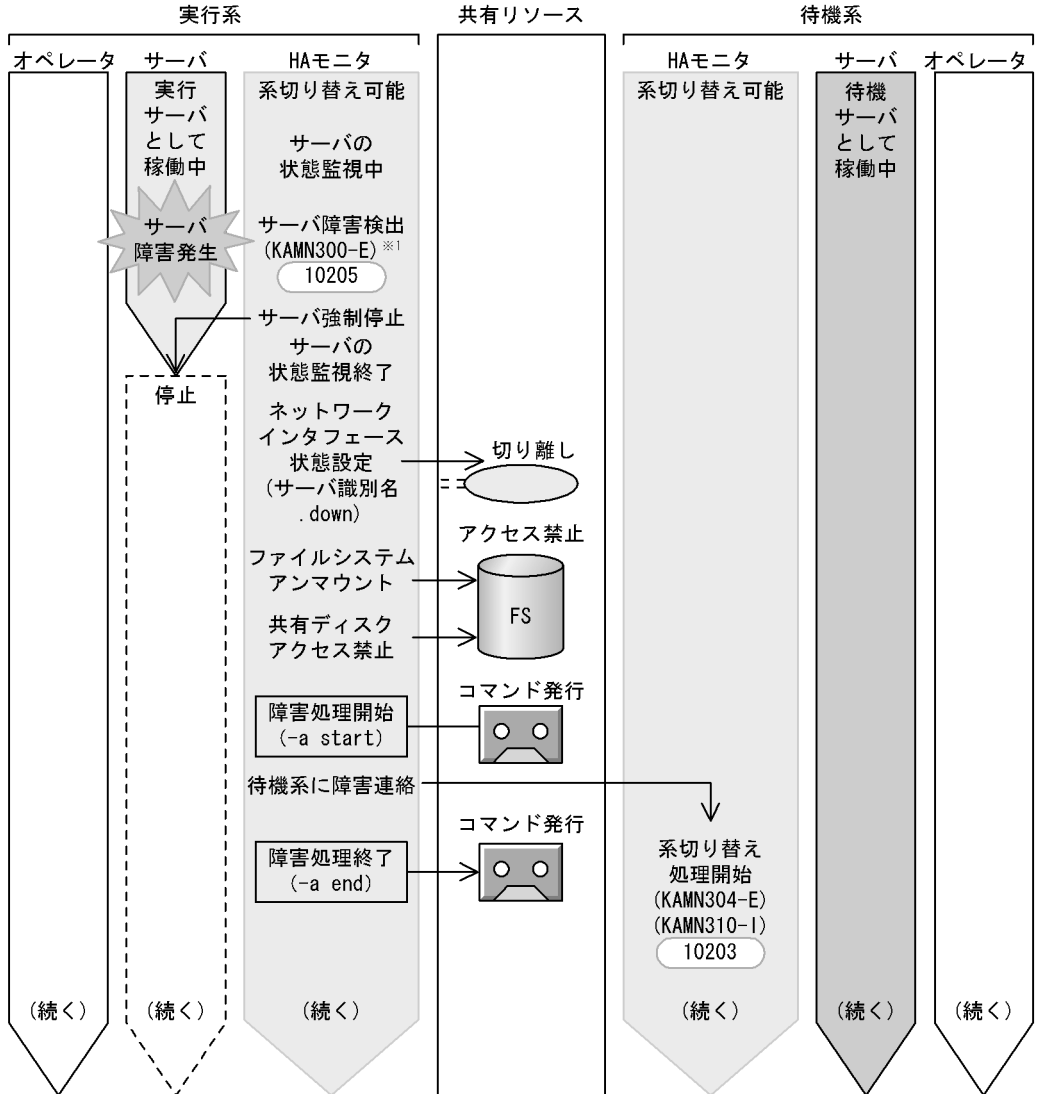 実行系
共有リソース
待機系
オペレータ
サーバ
HAモニタ
HAモニタ
サーバ
オペレータ
実行
サーバ
として
稼働中
系切り替え可能
系切り替え可能
待機
サーバ
として
稼働中
サーバの
状態監視中
サーバ
障害発生
サーバ障害検出
(KAMN300-E)※1
10205
サーバ強制停止
サーバの
状態監視終了
停止
ネットワーク
インタフェース
状態設定
(サーバ識別名
.down)
切り離し
アクセス禁止
ファイルシステム
アンマウント
FS
共有ディスク
アクセス禁止
コマンド発行
障害処理開始
(-a start)
待機系に障害連絡
コマンド発行
障害処理終了
(-a end)
系切り替え
処理開始
(KAMN304-E)
(KAMN310-I)
10203
(続く)
(続く)
(続く)
(続く)
(続く)
(続く)